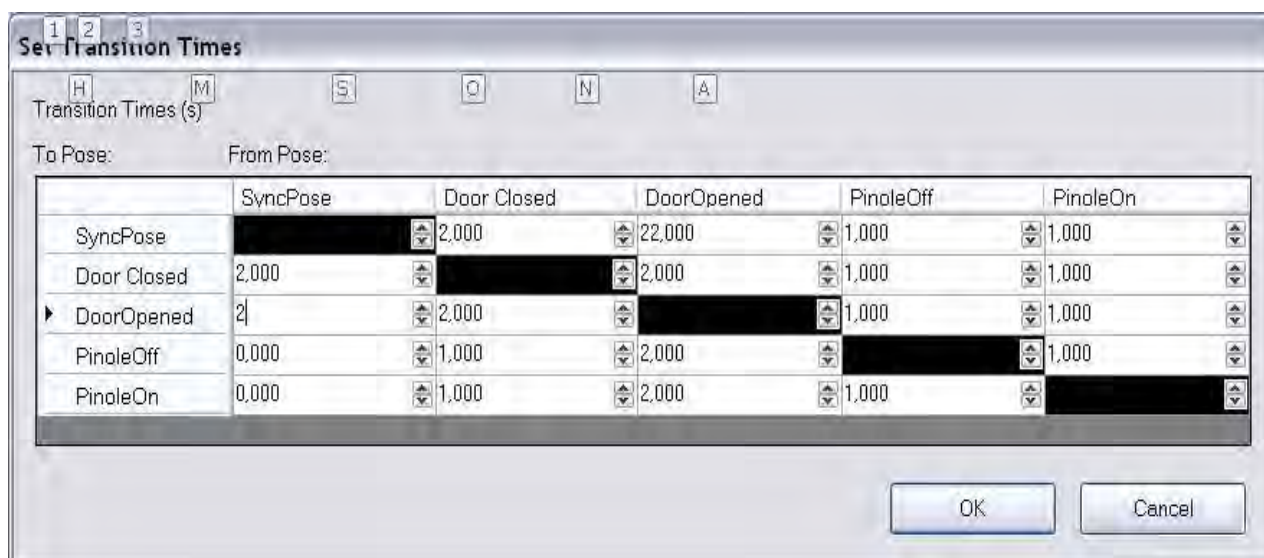 1 2 3
Set Transition Times
H M S O N A
Transition Times (s)
To Pose: From Pose:
SyncPose Door Closed DoorOpened PinoleOff PinoleOn
SyncPose 2,000 22,000 1,000 1,000
Door Closed 2,000 2,000 1,000 1,000
DoorOpened 2 2,000 1,000 1,000
PinoleOff 0,000 1,000 2,000 1,000
PinoleOn 0,000 1,000 2,000 1,000
OK Cancel